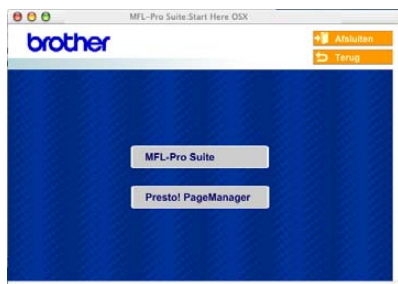 MFL-Pro Suite:Start Here OSX
brother
Afsluiten
Terug
MFL-Pro Suite
Presto! PageManager